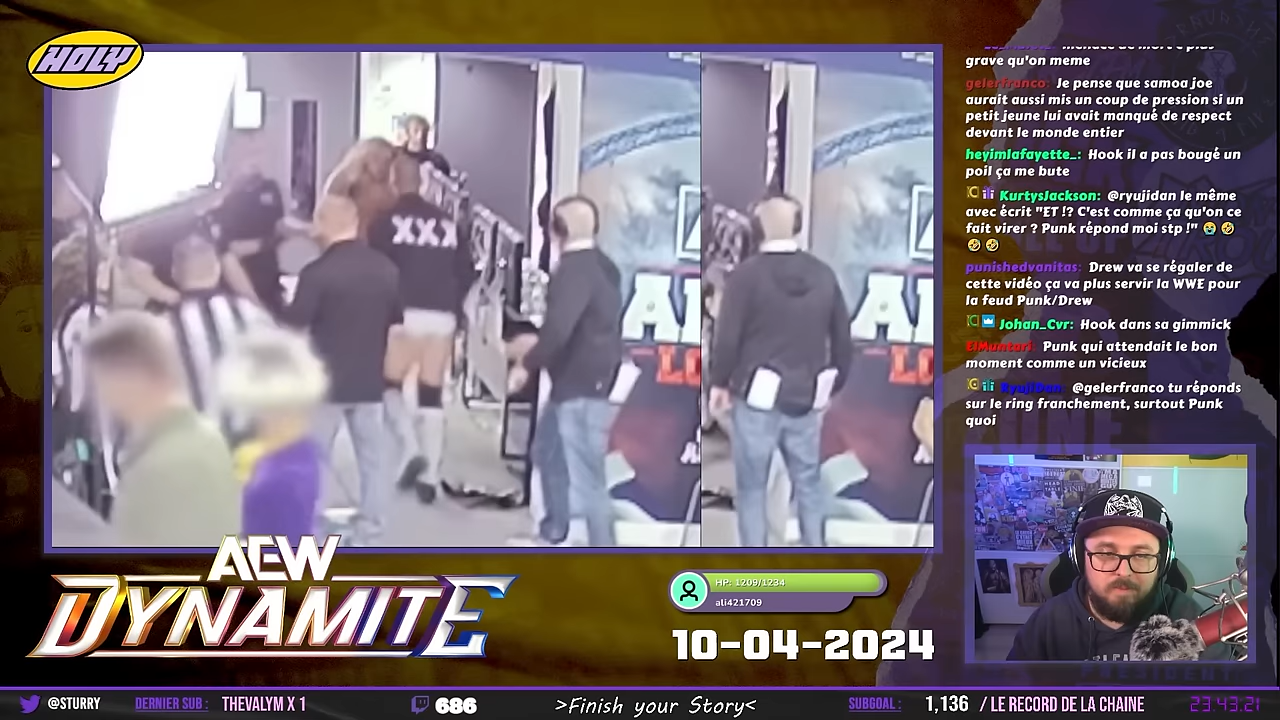 HOLY
grave qu'on meme
gelerfranco: Je pense que samoa joe
aurait aussi mis un coup de pression si un
petit jeune lui avait manqué de respect
devant le monde entier
heyimlafayette_: Hook il a pas bougé un
poil ça me bute
KurtysJackson: @ryujidan le même
avec écrit "ET !? C'est comme ça qu'on ce
fait virer ? Punk répond moi stp !" 😭 🤣
🤣 🤣
punishedvanitas: Drew va se régaler de
cette vidéo ça va plus servir la WWE pour
la feud Punk/Drew
Johan_Cvr: Hook dans sa gimmick
ElMuntari: Punk qui attendait le bon
moment comme un vicieux
RyujiDan: @gelerfranco tu réponds
sur le ring franchement, surtout Punk
quoi
XXX
AEW
DYNAMITE
HP: 1209/1234
ali421709
10-04-2024
@STURRY
DERNIER SUB :
THEVALYM X 1
686
>Finish your Story<
SUBGOAL :
1,136 / LE RECORD DE LA CHAINE
23:43:21